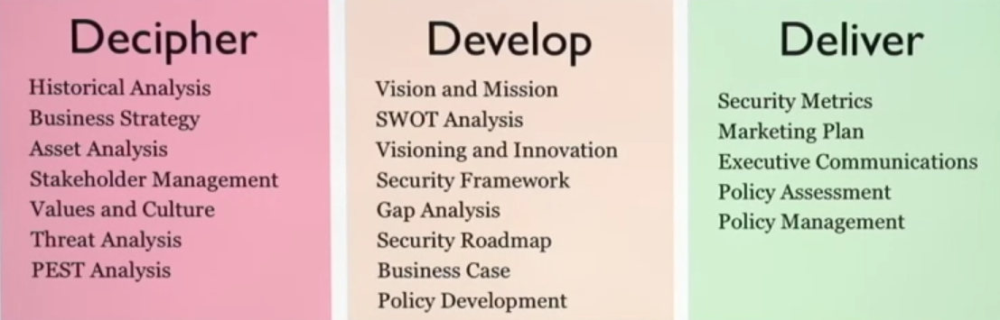 Decipher
Historical Analysis
Business Strategy
Asset Analysis
Stakeholder Management
Values and Culture
Threat Analysis
PEST Analysis
Develop
Vision and Mission
SWOT Analysis
Visioning and Innovation
Security Framework
Gap Analysis
Security Roadmap
Business Case
Policy Development
Deliver
Security Metrics
Marketing Plan
Executive Communications
Policy Assessment
Policy Management